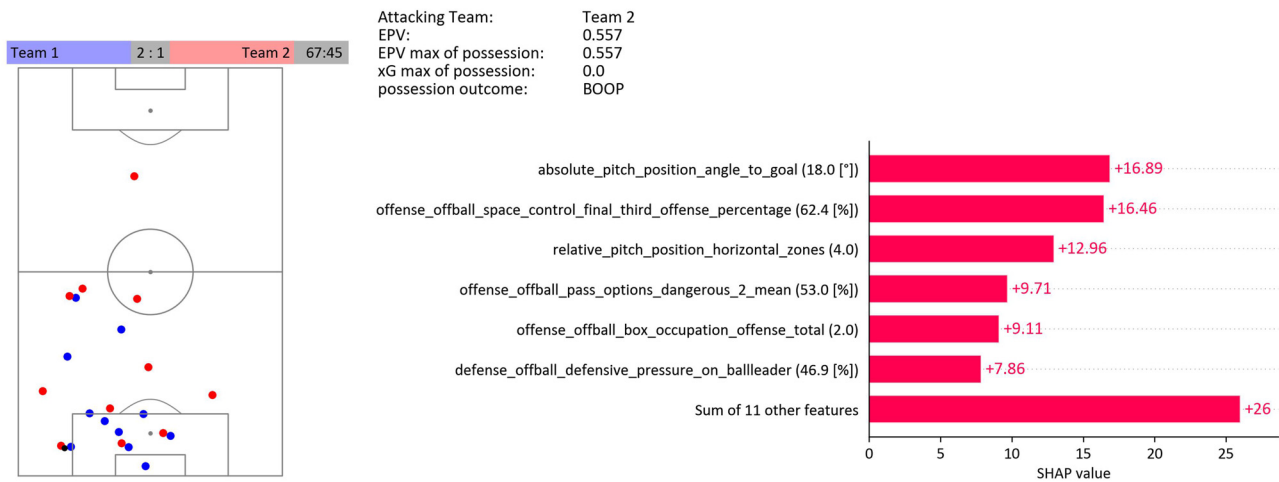 Team 1 2 : 1 Team 2 67:45
Attacking Team: Team 2
EPV: 0.557
EPV max of possession: 0.557
xG max of possession: 0.0
possession outcome: BOOP
absolute_pitch_position_angle_to_goal (18.0 [°]) +16.89
offense_offball_space_control_final_third_offense_percentage (62.4 [%]) +16.46
relative_pitch_position_horizontal_zones (4.0) +12.96
offense_offball_pass_options_dangerous_2_mean (53.0 [%]) +9.71
offense_offball_box_occupation_offense_total (2.0) +9.11
defense_offball_defensive_pressure_on_ballleader (46.9 [%]) +7.86
Sum of 11 other features +26
0 5 10 15 20 25
SHAP value